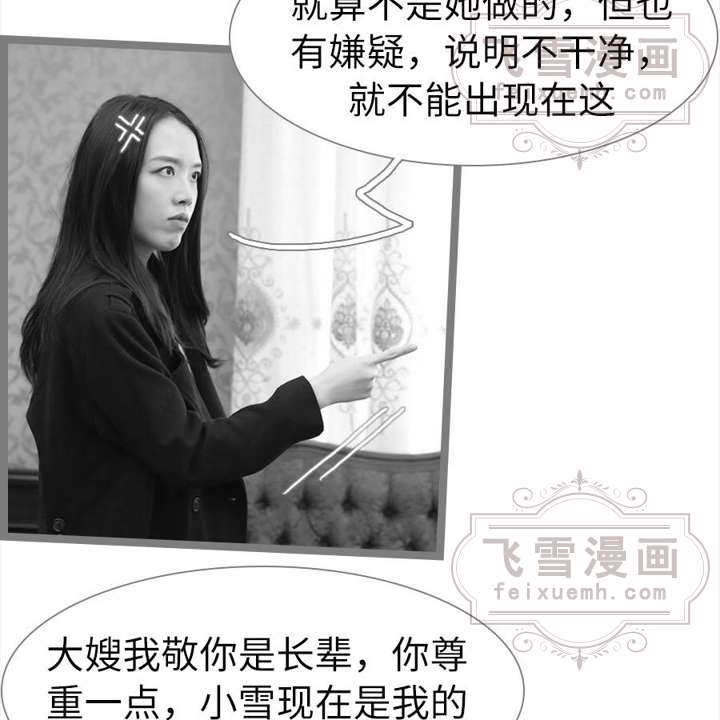 就算不是她做的，但也
有嫌疑，说明不干净，
就不能出现在这
飞雪漫画
feixuemh.com
飞雪漫画
feixuemh.com
大嫂我敬你是长辈，你尊
重一点，小雪现在是我的